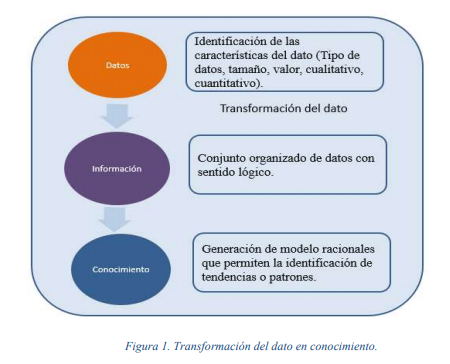 Datos
Identificación de las
características del dato (Tipo de
datos, tamaño, valor, cualitativo,
cuantitativo).
Transformación del dato
Información
Conjunto organizado de datos con
sentido lógico.
Conocimiento
Generación de modelo racionales
que permiten la identificación de
tendencias o patrones.
Figura 1. Transformación del dato en conocimiento.